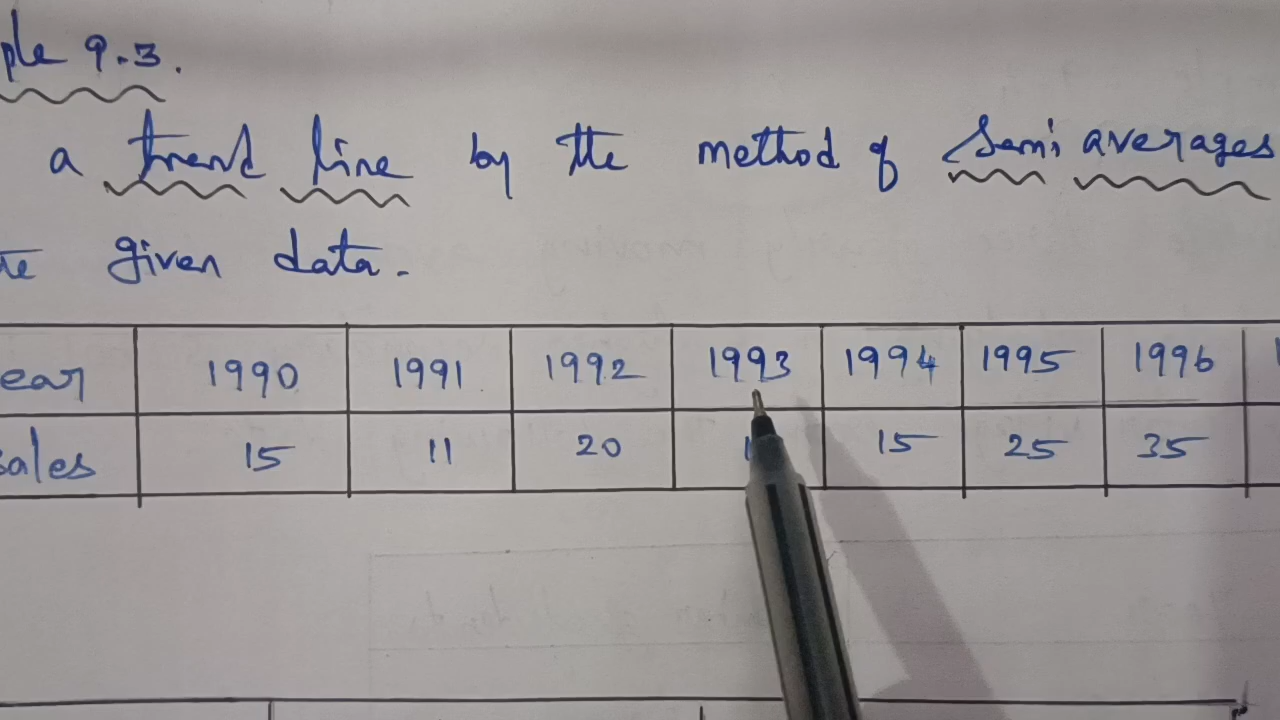 ple 9.3.
a trend line by the method of Semi averages
given data.
ear 1990 1991 1992 1993 1994 1995 1996
sales 15 11 20 15 25 35